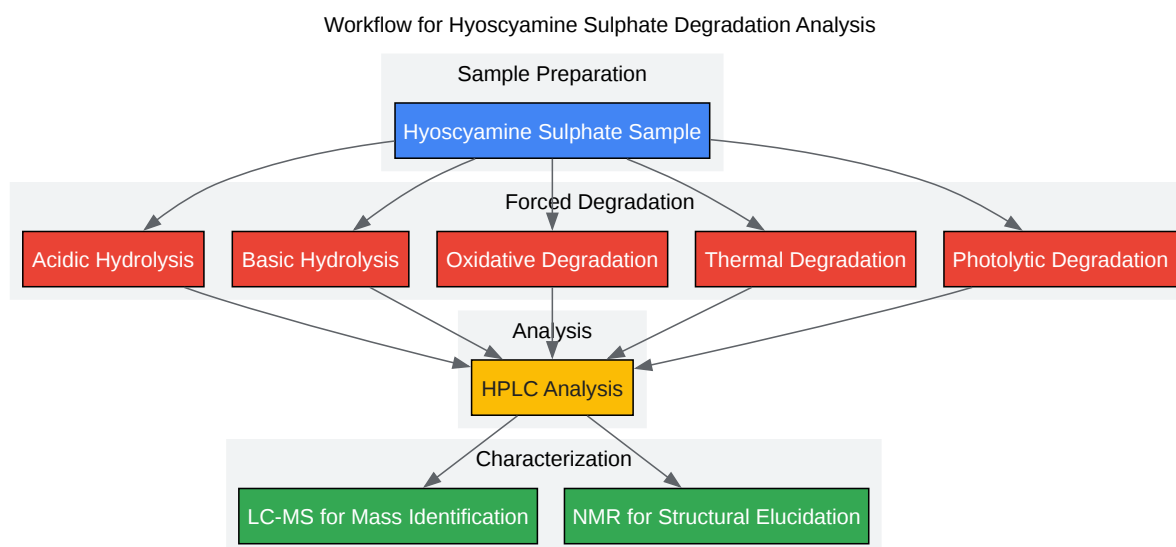 Workflow for Hyoscyamine Sulphate Degradation Analysis
Sample Preparation
Hyoscyamine Sulphate Sample
Forced Degradation
Acidic Hydrolysis
Basic Hydrolysis
Oxidative Degradation
Thermal Degradation
Photolytic Degradation
Analysis
HPLC Analysis
Characterization
LC-MS for Mass Identification
NMR for Structural Elucidation